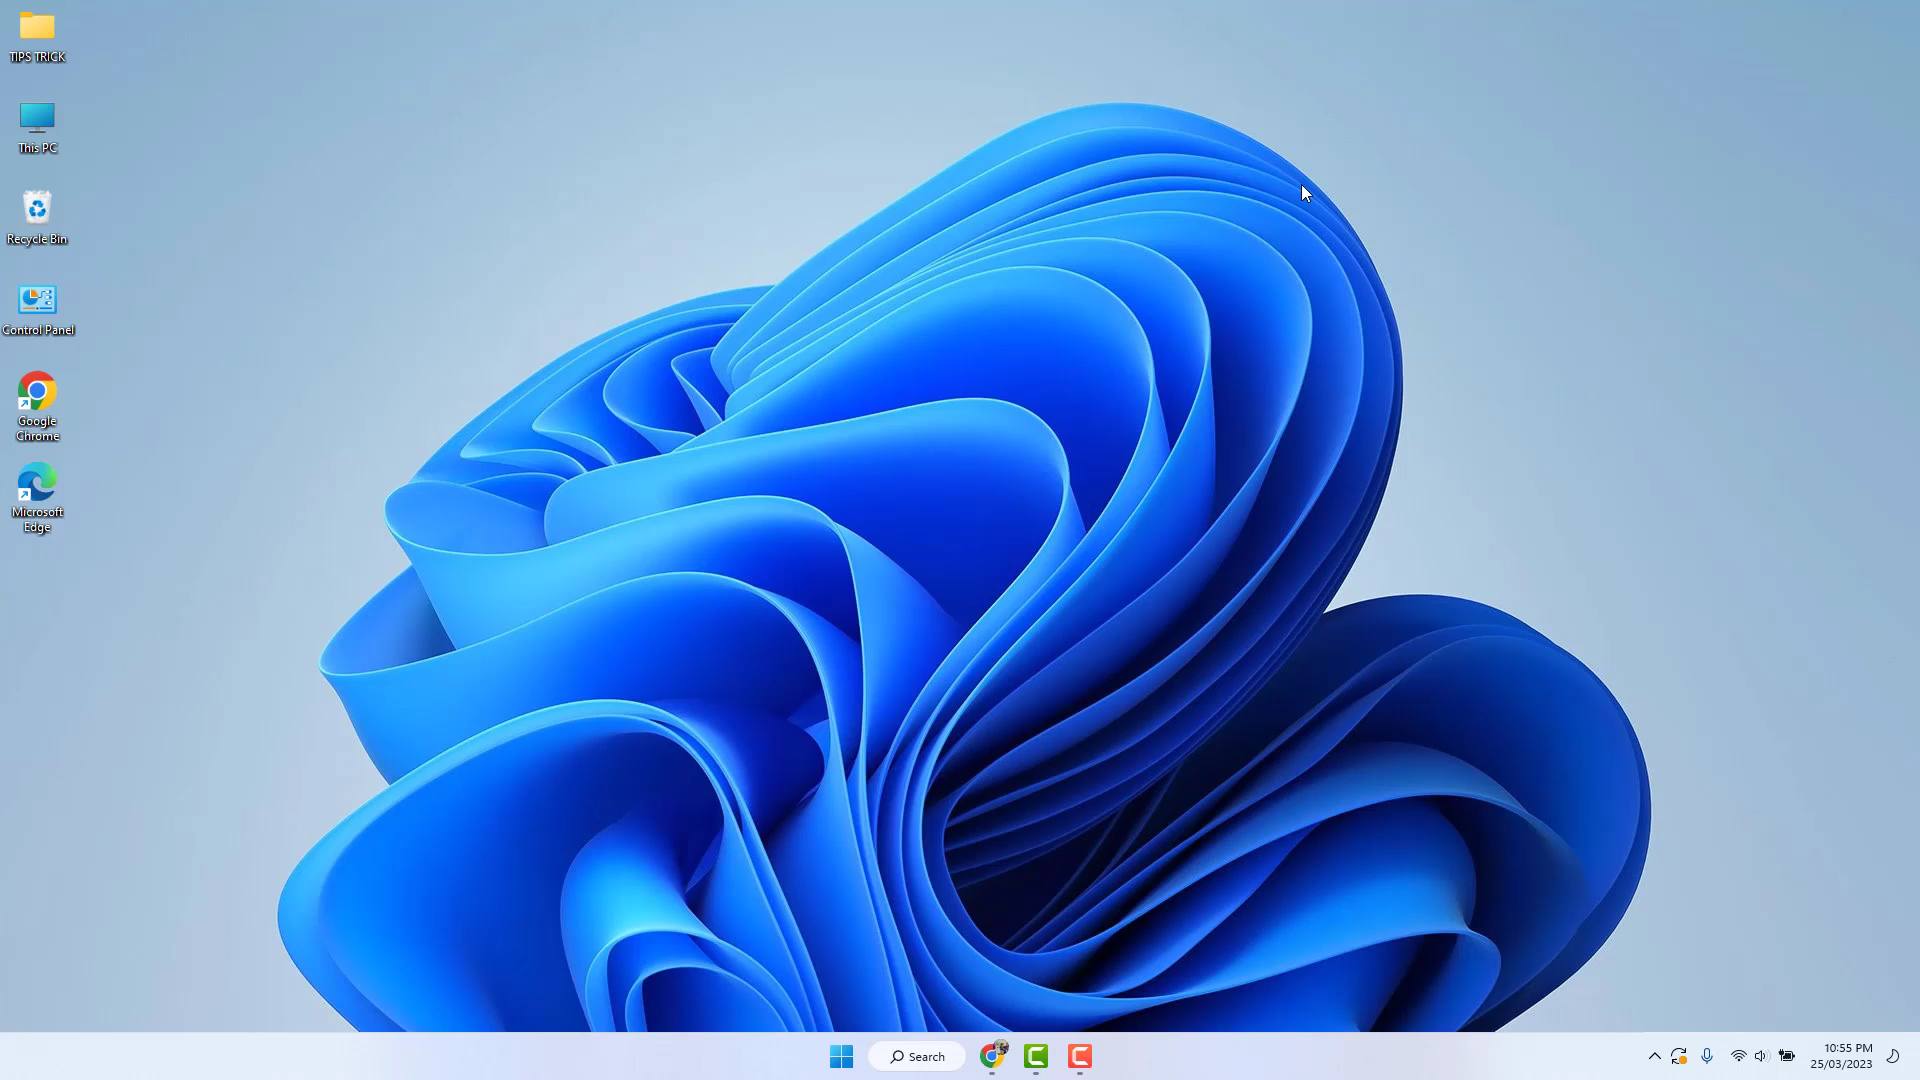 TIPS TRICK
This PC
Recycle Bin
Control Panel
Google
Chrome
Microsoft
Edge
Search
10:55 PM
25/03/2023